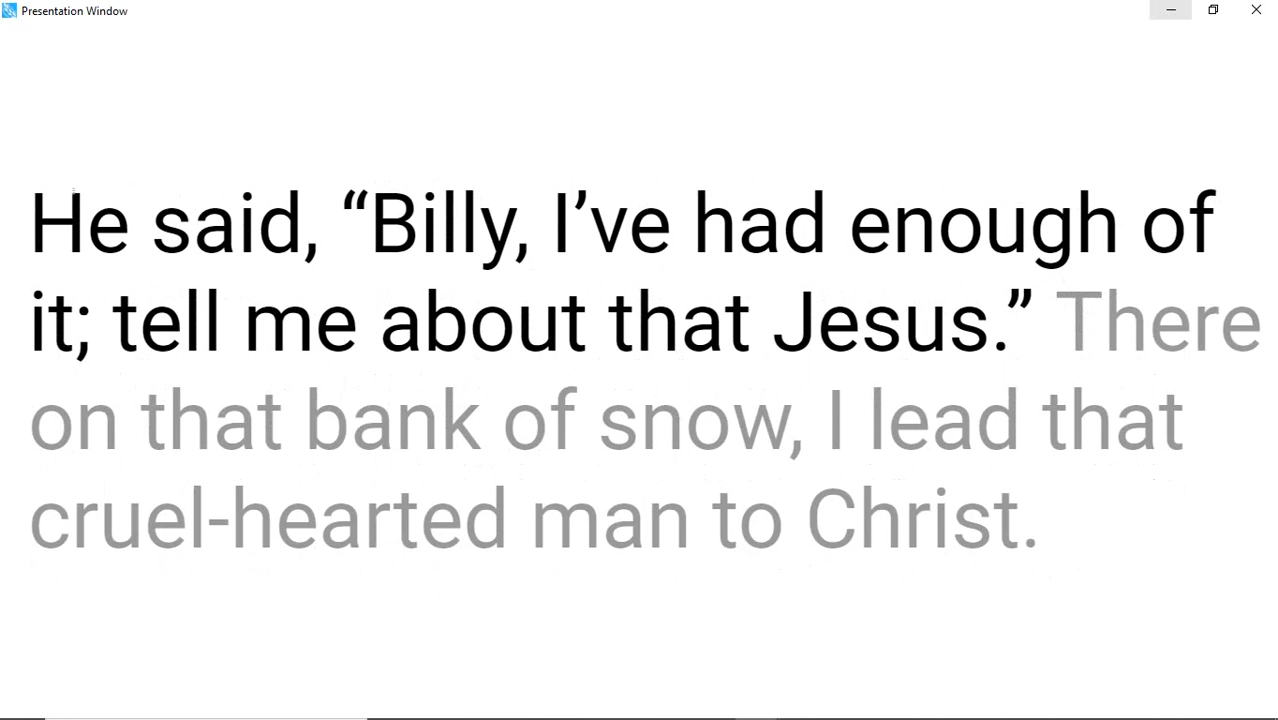 Presentation Window
He said, “Billy, I’ve had enough of
it; tell me about that Jesus.” There
on that bank of snow, I lead that
cruel-hearted man to Christ.